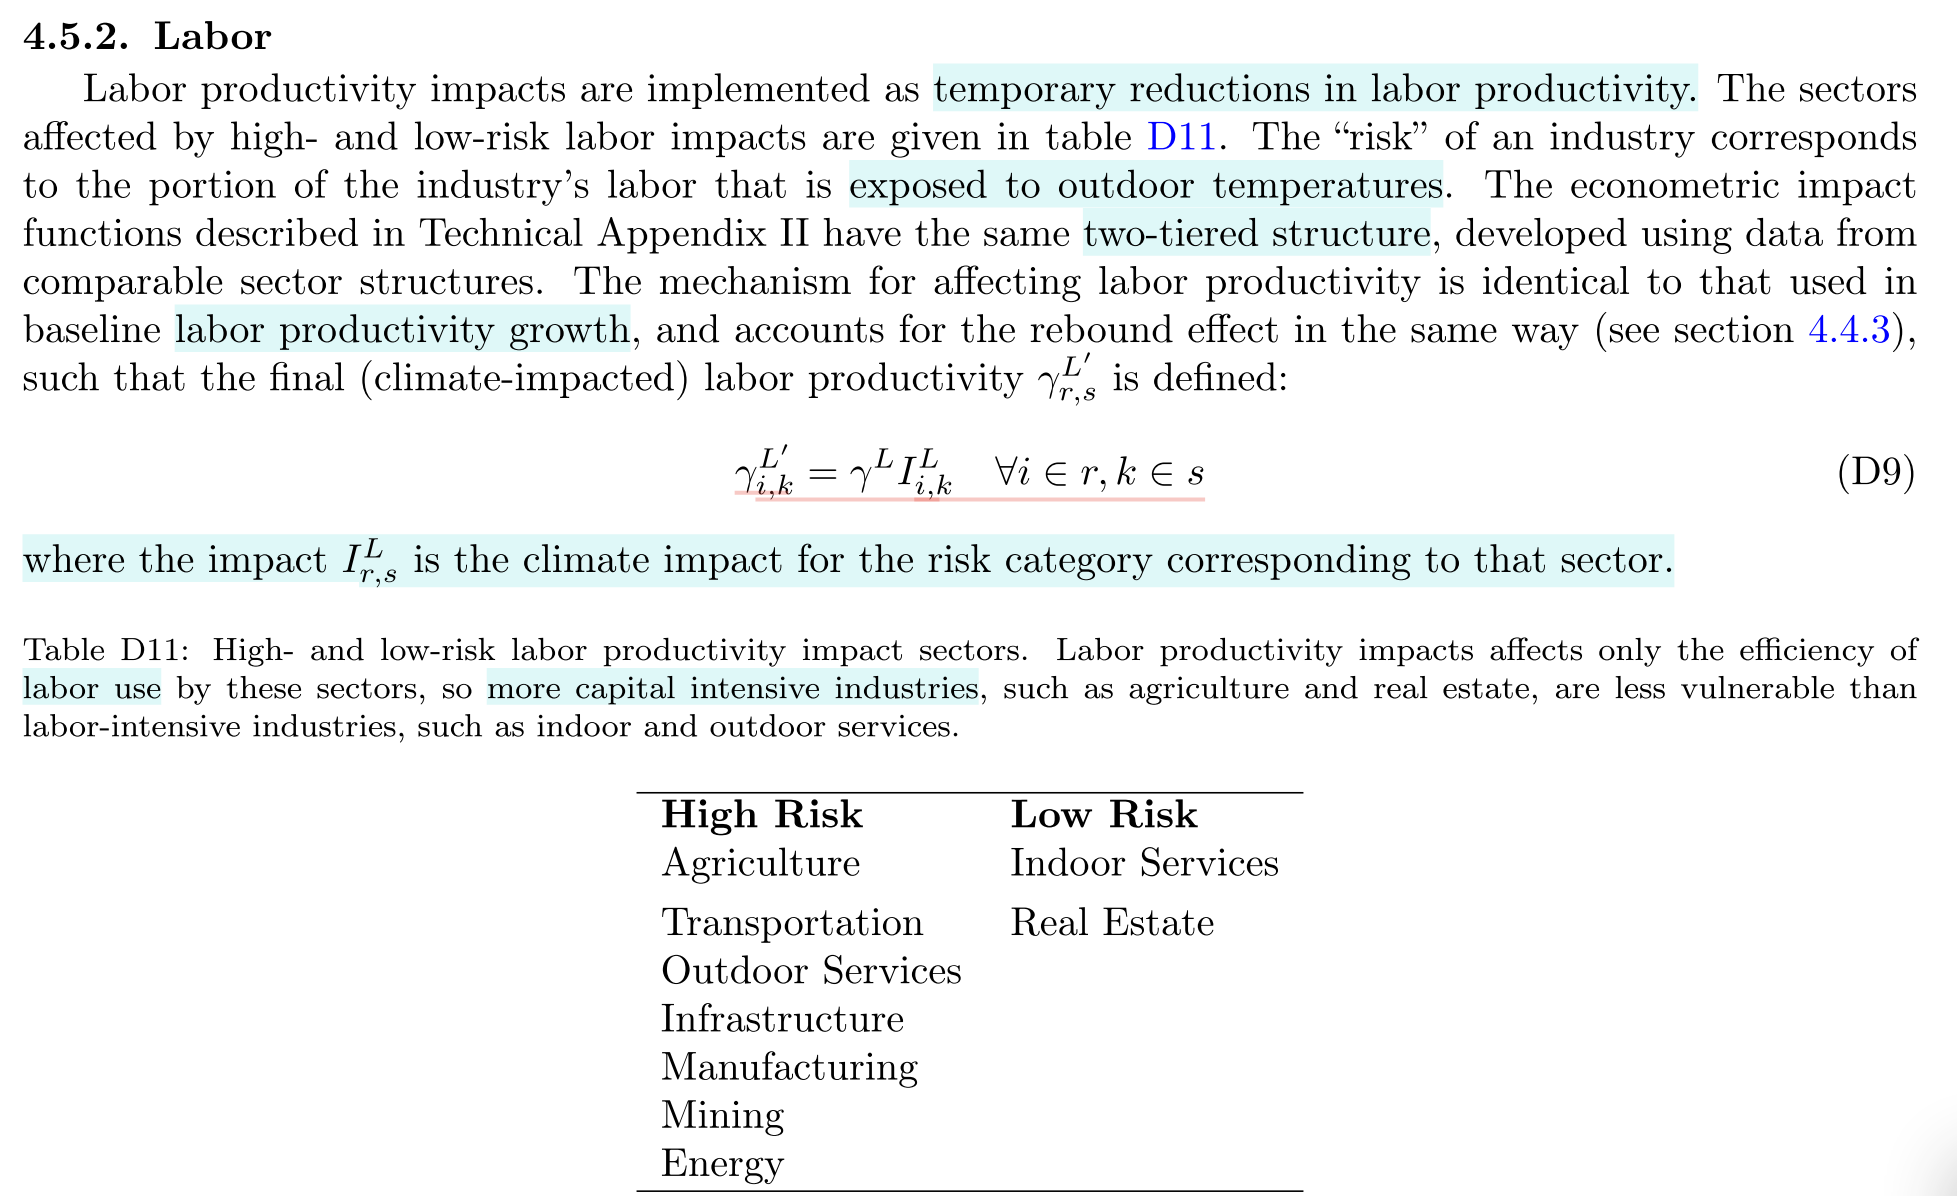 4.5.2. Labor
Labor productivity impacts are implemented as temporary reductions in labor productivity. The sectors
affected by high- and low-risk labor impacts are given in table D11. The “risk” of an industry corresponds
to the portion of the industry’s labor that is exposed to outdoor temperatures. The econometric impact
functions described in Technical Appendix II have the same two-tiered structure, developed using data from
comparable sector structures. The mechanism for affecting labor productivity is identical to that used in
baseline labor productivity growth, and accounts for the rebound effect in the same way (see section 4.4.3),
such that the final (climate-impacted) labor productivity γ^{L′}_{r,s} is defined:
γ^{L′}_{i,k} = γ^L I^L_{i,k} ∀i ∈ r, k ∈ s (D9)
where the impact I^L_{r,s} is the climate impact for the risk category corresponding to that sector.
Table D11: High- and low-risk labor productivity impact sectors. Labor productivity impacts affects only the efficiency of
labor use by these sectors, so more capital intensive industries, such as agriculture and real estate, are less vulnerable than
labor-intensive industries, such as indoor and outdoor services.
High Risk Low Risk
Agriculture Indoor Services
Transportation Real Estate
Outdoor Services
Infrastructure
Manufacturing
Mining
Energy